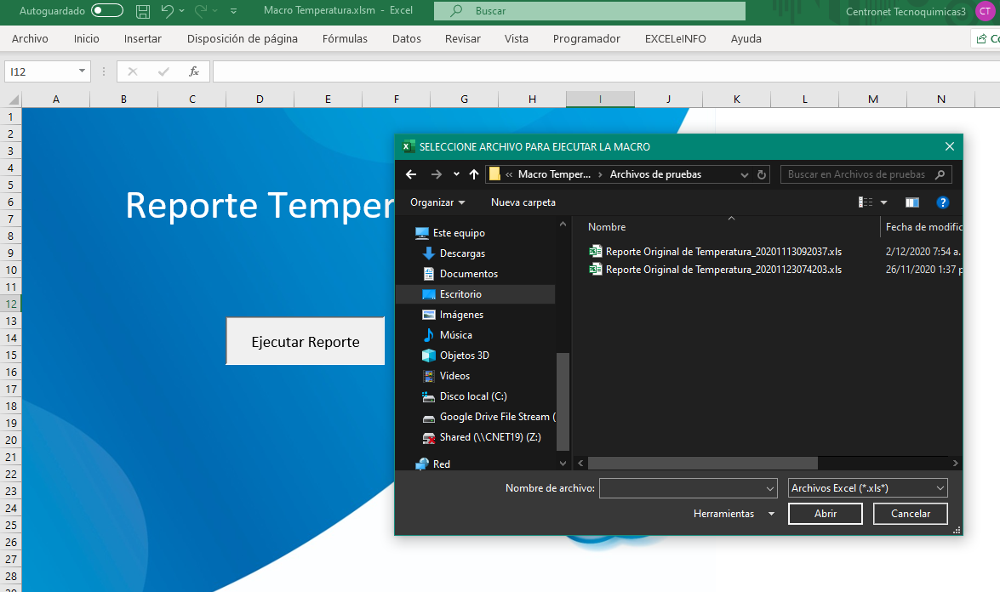 Autoguardado
Macro Temperatura.xlsm - Excel
Buscar
Centronet Tecnoquimicas3
CT
Archivo Inicio Insertar Disposición de página Fórmulas Datos Revisar Vista Programador EXCELeINFO Ayuda
I12
fx
A B C D E F G H I J K L M N
1
2
3
4
5
6
7
8
9
10
11
12
13
14
15
16
17
18
19
20
21
22
23
24
25
26
27
28
Reporte Temper
Ejecutar Reporte
SELECCIONE ARCHIVO PARA EJECUTAR LA MACRO
« Macro Temper... > Archivos de pruebas
Buscar en Archivos de pruebas
Organizar Nueva carpeta
?
Este equipo
Descargas
Documentos
Escritorio
Imágenes
Música
Objetos 3D
Videos
Disco local (C:)
Google Drive File Stream (
Shared (\\CNET19) (Z:)
Red
Nombre Fecha de modific
Reporte Original de Temperatura_20201113092037.xls 2/12/2020 7:54 a.
Reporte Original de Temperatura_20201123074203.xls 26/11/2020 1:37 p
Nombre de archivo:
Archivos Excel (*.xls*)
Herramientas Abrir Cancelar